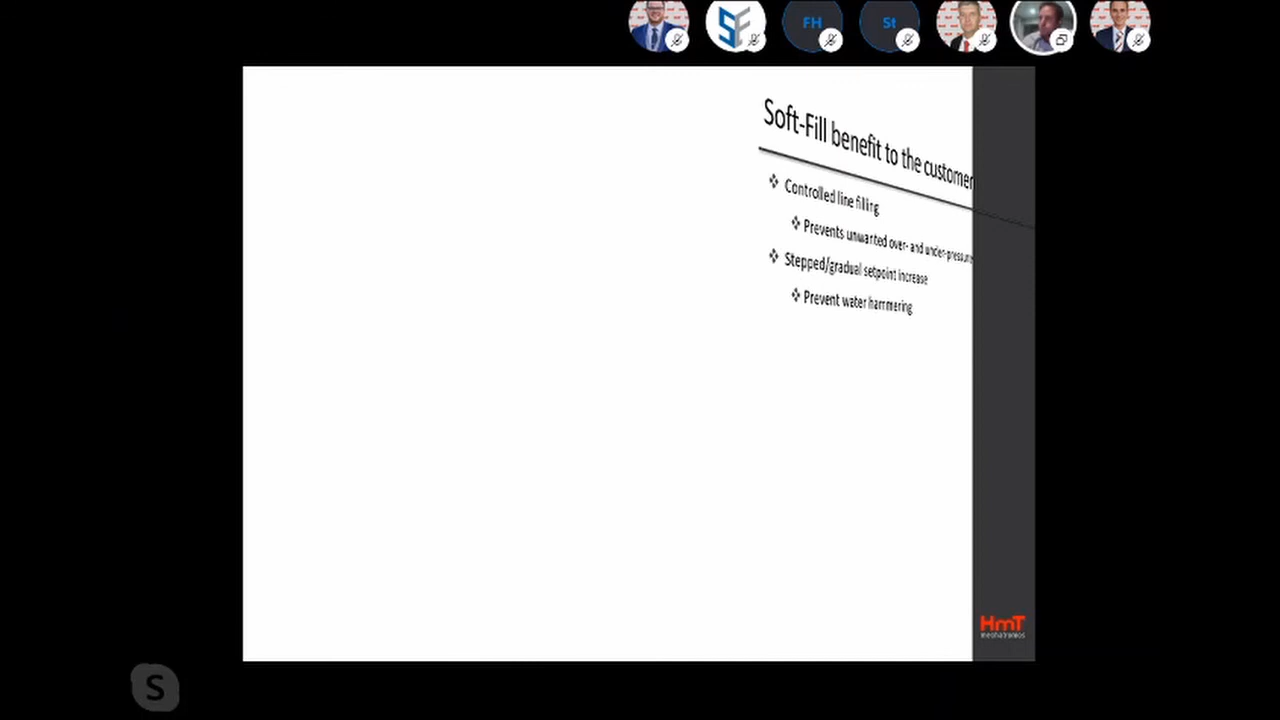 FH
St
Soft-Fill benefit to the customer
❖ Controlled line filling
❖ Prevents unwanted over- and under-pressure
❖ Stepped/gradual setpoint increase
❖ Prevent water hammering
HmT
mechatronics
S